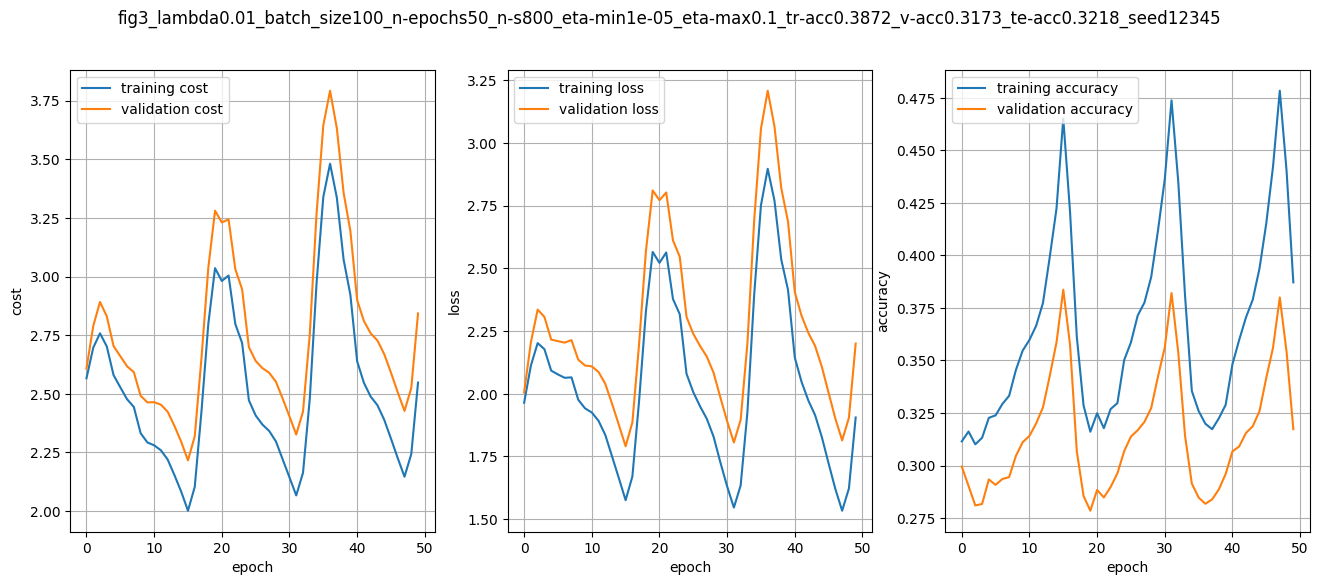 fig3_lambda0.01_batch_size100_n-epochs50_n-s800_eta-min1e-05_eta-max0.1_tr-acc0.3872_v-acc0.3173_te-acc0.3218_seed12345
training cost
validation cost
3.75
3.50
3.25
3.00
2.75
2.50
2.25
2.00
cost
0 10 20 30 40 50
epoch
training loss
validation loss
3.25
3.00
2.75
2.50
2.25
2.00
1.75
1.50
loss
0 10 20 30 40 50
epoch
training accuracy
validation accuracy
0.475
0.450
0.425
0.400
0.375
0.350
0.325
0.300
0.275
accuracy
0 10 20 30 40 50
epoch